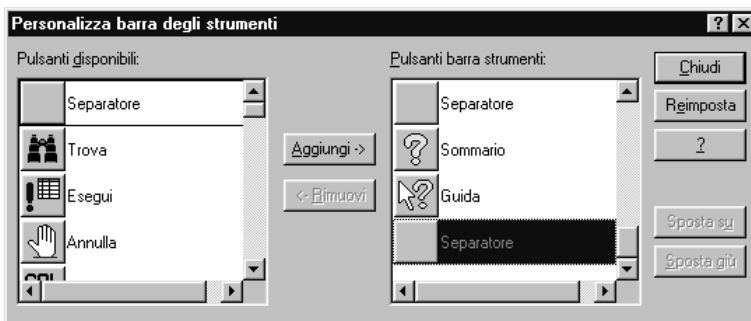 Personalizza barra degli strumenti
Pulsanti disponibili:
Separatore
Trova
Esegui
Annulla
Aggiungi ->
<- Rimuovi
Pulsanti barra strumenti:
Separatore
Sommario
Guida
Separatore
Chiudi
Reimposta
?
Sposta su
Sposta giù